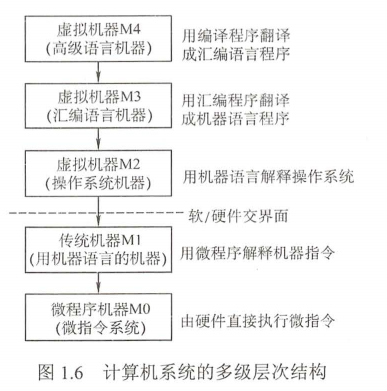 虚拟机器M4
(高级语言机器)
用编译程序翻译
成汇编语言程序
虚拟机器M3
(汇编语言机器)
用汇编程序翻译
成机器语言程序
虚拟机器M2
(操作系统机器)
用机器语言解释操作系统
软/硬件交界面
传统机器M1
(用机器语言的机器)
用微程序解释机器指令
微程序机器M0
(微指令系统)
由硬件直接执行微指令
图 1.6 计算机系统的多级层次结构